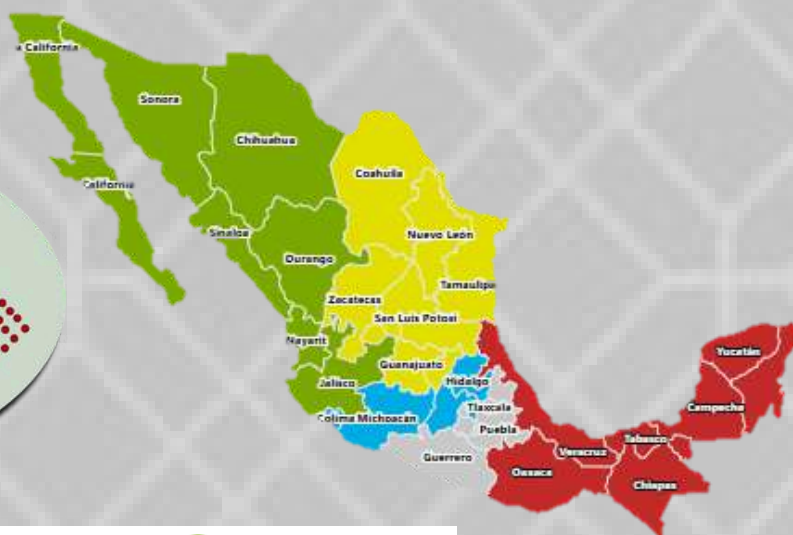 a California
Sonora
Chihuahua
Coahuila
California
Sinaloa
Nuevo León
Durango
Tamaulipa
Zacatecas
San Luis Potosí
Nayarit
Guanajuato
Yucatán
Jalisco
Hidalgo
Campeche
Tlaxcala
Colima Michoacán
Puebla
Tabasco
Veracruz
Guerrero
Oaxaca
Chiapas